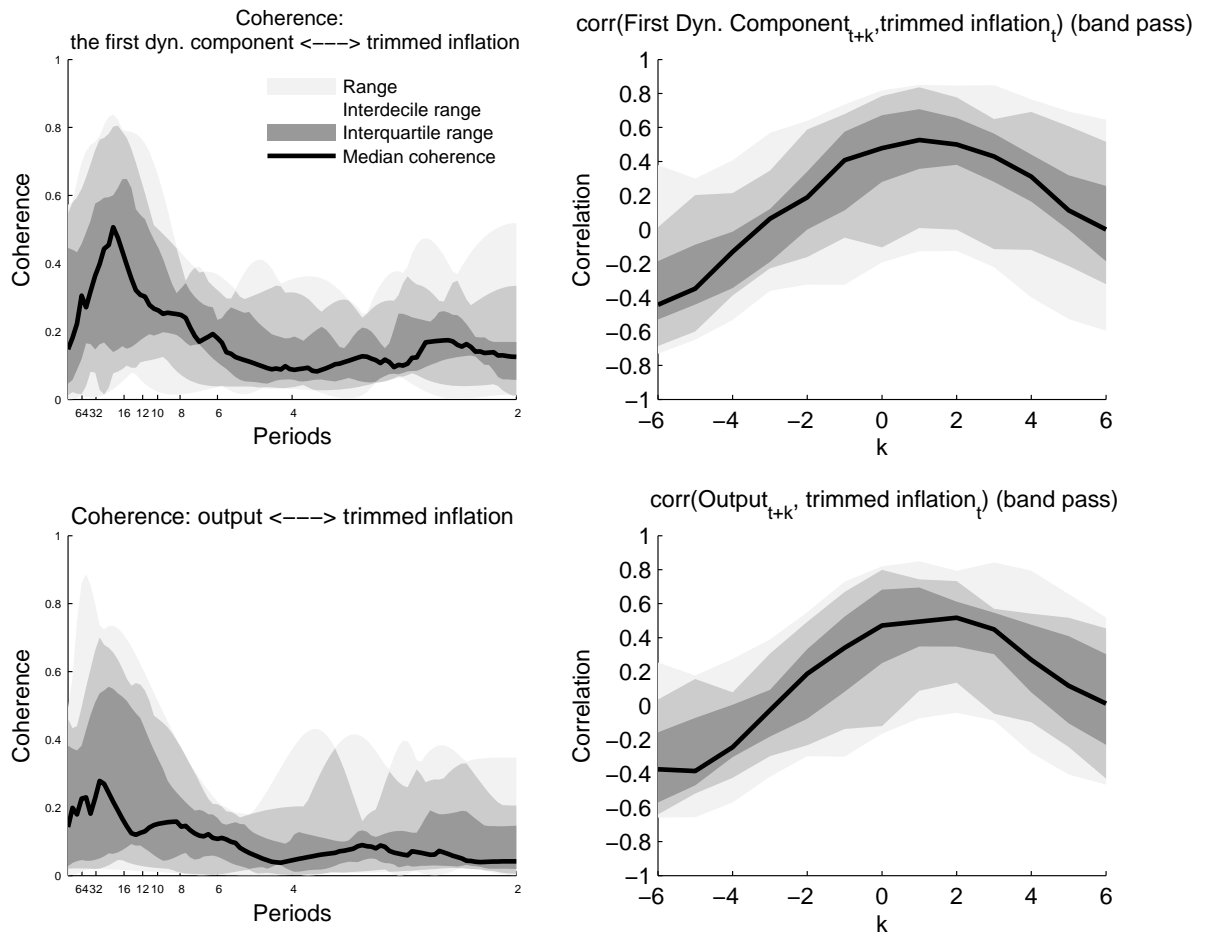 Coherence:
the first dyn. component <−−−> trimmed inflation
1
0.8
0.6
0.4
0.2
0
Coherence
Range
Interdecile range
Interquartile range
Median coherence
64 32 16 12 10 8 6 4 2
Periods
corr(First Dyn. Component_{t+k},trimmed inflation_t) (band pass)
1
0.8
0.6
0.4
0.2
0
−0.2
−0.4
−0.6
−0.8
−1
Correlation
−6 −4 −2 0 2 4 6
k
Coherence: output <−−−> trimmed inflation
1
0.8
0.6
0.4
0.2
0
Coherence
64 32 16 12 10 8 6 4 2
Periods
corr(Output_{t+k}, trimmed inflation_t) (band pass)
1
0.8
0.6
0.4
0.2
0
−0.2
−0.4
−0.6
−0.8
−1
Correlation
−6 −4 −2 0 2 4 6
k